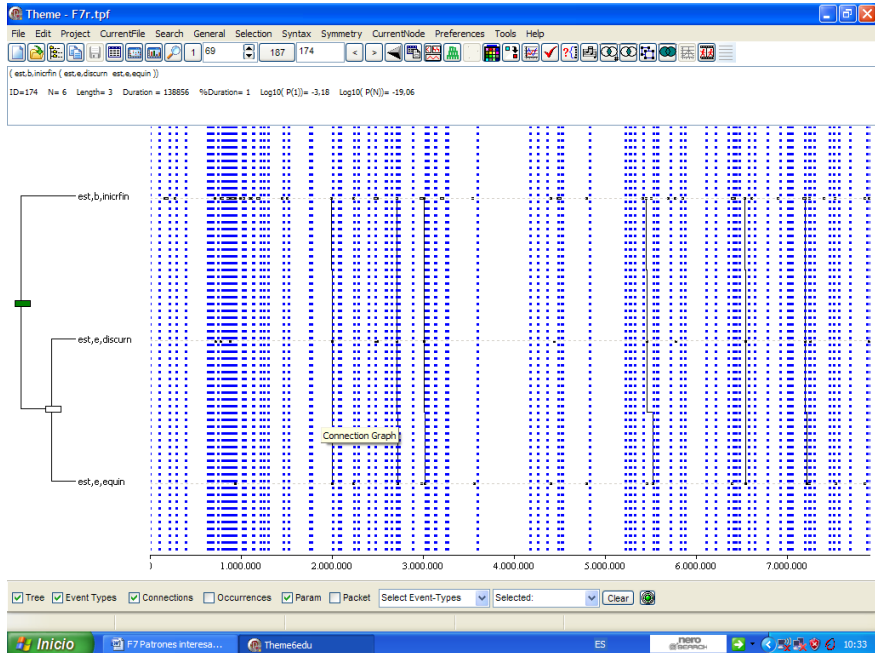 Theme - F7r.tpf
File Edit Project CurrentFile Search General Selection Syntax Symmetry CurrentNode Preferences Tools Help
1 69 187 174 < >
( est,b,inicrfin ( est,e,discurn est,e,equin ))
ID=174 N= 6 Length= 3 Duration = 138856 %Duration= 1 Log10( P(1))= -3,18 Log10( P(N))= -19,06
est,b,inicrfin
est,e,discurn
Connection Graph
est,e,equin
1.000.000 2.000.000 3.000.000 4.000.000 5.000.000 6.000.000 7.000.000
Tree Event Types Connections Occurrences Param Packet Select Event-Types Selected: Clear
Inicio F7 Patrones interesa... Theme6edu ES nero SEARCH 10:33